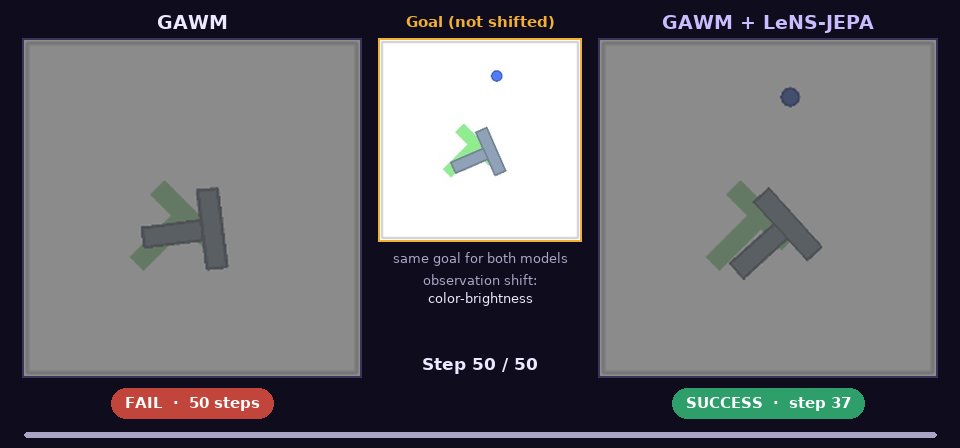 GAWM
Goal (not shifted)
GAWM + LeNS-JEPA
same goal for both models
observation shift:
color-brightness
Step 50 / 50
FAIL · 50 steps
SUCCESS · step 37